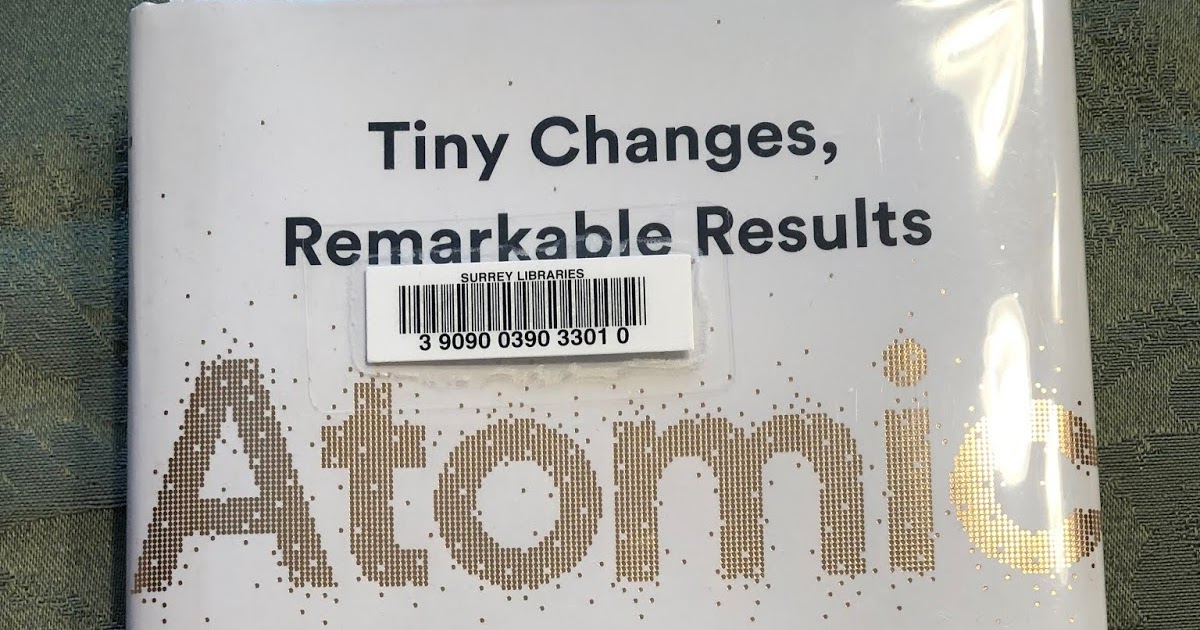 Tiny Changes,
Remarkable Results
SURREY LIBRARIES
3 9090 0390 3301 0
Atomic